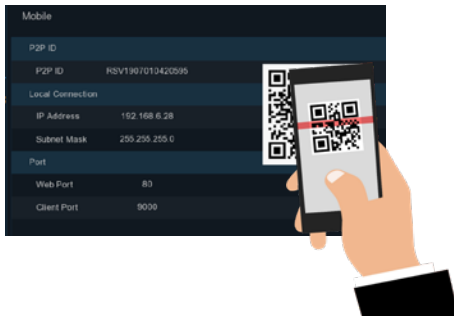 Mobile
P2P ID
P2P ID RSV1907010420595
Local Connection
IP Address 192.168.6.28
Subnet Mask 255.255.255.0
Port
Web Port 80
Client Port 9000